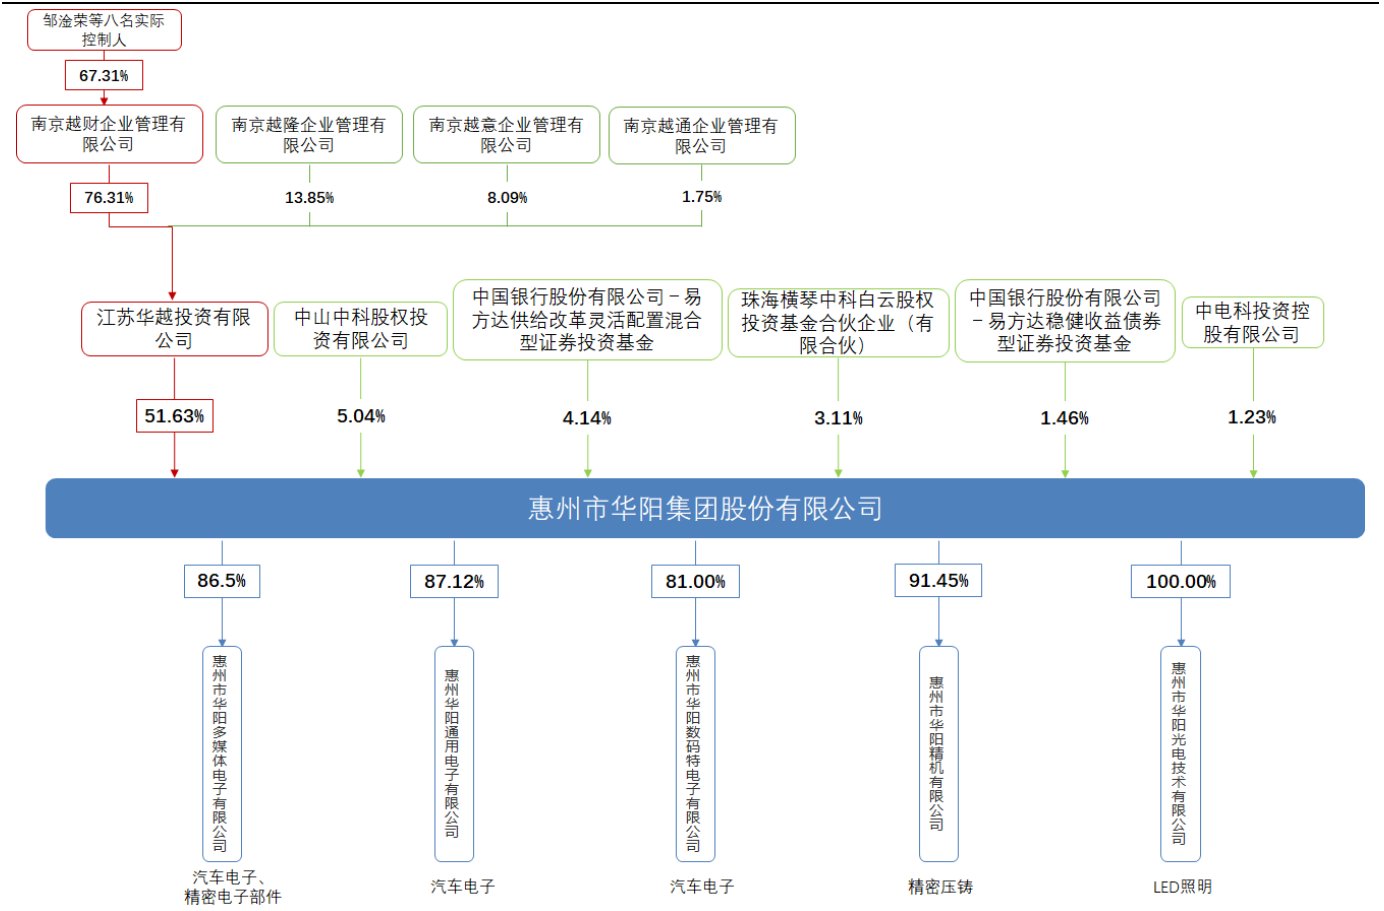 邹淦荣等八名实际
控制人
67.31%
南京越财企业管理有
限公司
南京越隆企业管理有
限公司
南京越意企业管理有
限公司
南京越通企业管理有
限公司
76.31%
13.85%
8.09%
1.75%
江苏华越投资有限
公司
中山中科股权投
资有限公司
中国银行股份有限公司－易
方达供给改革灵活配置混合
型证券投资基金
珠海横琴中科白云股权
投资基金合伙企业（有
限合伙）
中国银行股份有限公司
－易方达稳健收益债券
型证券投资基金
中电科投资控
股有限公司
51.63%
5.04%
4.14%
3.11%
1.46%
1.23%
惠州市华阳集团股份有限公司
86.5%
87.12%
81.00%
91.45%
100.00%
惠州市华阳多媒体电子有限公司
惠州华阳通用电子有限公司
惠州市华阳数码特电子有限公司
惠州市华阳精机有限公司
惠州市华阳光电技术有限公司
汽车电子、
精密电子部件
汽车电子
汽车电子
精密压铸
LED照明